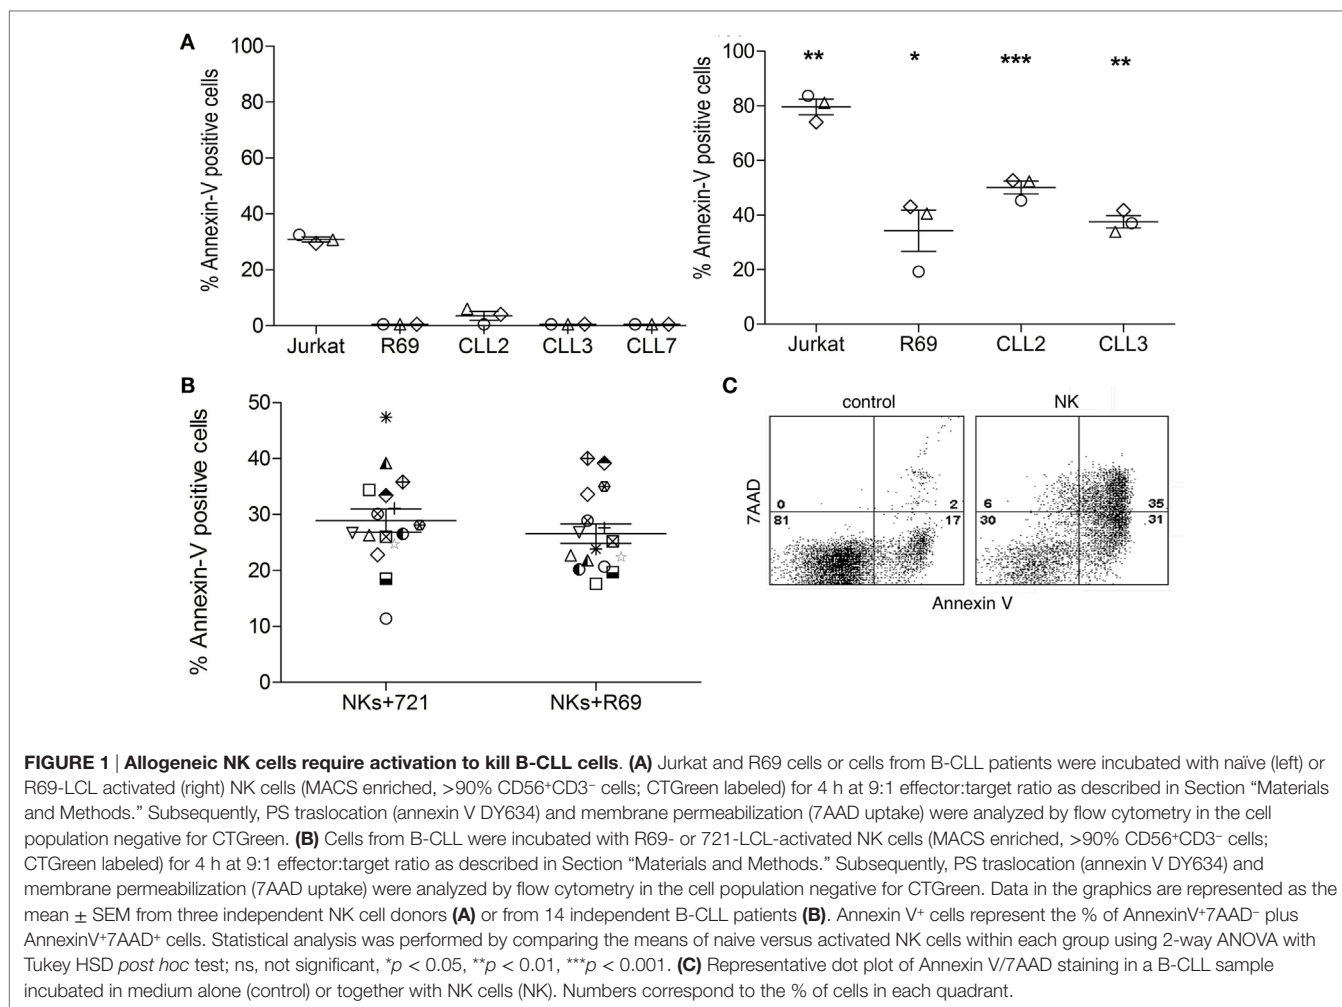 A
% Annexin-V positive cells
100
80
60
40
20
0
Jurkat R69 CLL2 CLL3 CLL7
% Annexin-V positive cells
100
80
60
40
20
0
** * *** **
Jurkat R69 CLL2 CLL3
B
% Annexin-V positive cells
50
40
30
20
10
0
NKs+721 NKs+R69
C
control NK
7AAD
0 2
81 17
6 35
30 31
Annexin V
FIGURE 1 | Allogeneic NK cells require activation to kill B-CLL cells. (A) Jurkat and R69 cells or cells from B-CLL patients were incubated with naïve (left) or
R69-LCL activated (right) NK cells (MACS enriched, >90% CD56⁺CD3⁻ cells; CTGreen labeled) for 4 h at 9:1 effector:target ratio as described in Section “Materials
and Methods.” Subsequently, PS traslocation (annexin V DY634) and membrane permeabilization (7AAD uptake) were analyzed by flow cytometry in the cell
population negative for CTGreen. (B) Cells from B-CLL were incubated with R69- or 721-LCL-activated NK cells (MACS enriched, >90% CD56⁺CD3⁻ cells;
CTGreen labeled) for 4 h at 9:1 effector:target ratio as described in Section “Materials and Methods.” Subsequently, PS traslocation (annexin V DY634) and
membrane permeabilization (7AAD uptake) were analyzed by flow cytometry in the cell population negative for CTGreen. Data in the graphics are represented as the
mean ± SEM from three independent NK cell donors (A) or from 14 independent B-CLL patients (B). Annexin V⁺ cells represent the % of AnnexinV⁺7AAD⁻ plus
AnnexinV⁺7AAD⁺ cells. Statistical analysis was performed by comparing the means of naive versus activated NK cells within each group using 2-way ANOVA with
Tukey HSD post hoc test; ns, not significant, *p < 0.05, **p < 0.01, ***p < 0.001. (C) Representative dot plot of Annexin V/7AAD staining in a B-CLL sample
incubated in medium alone (control) or together with NK cells (NK). Numbers correspond to the % of cells in each quadrant.